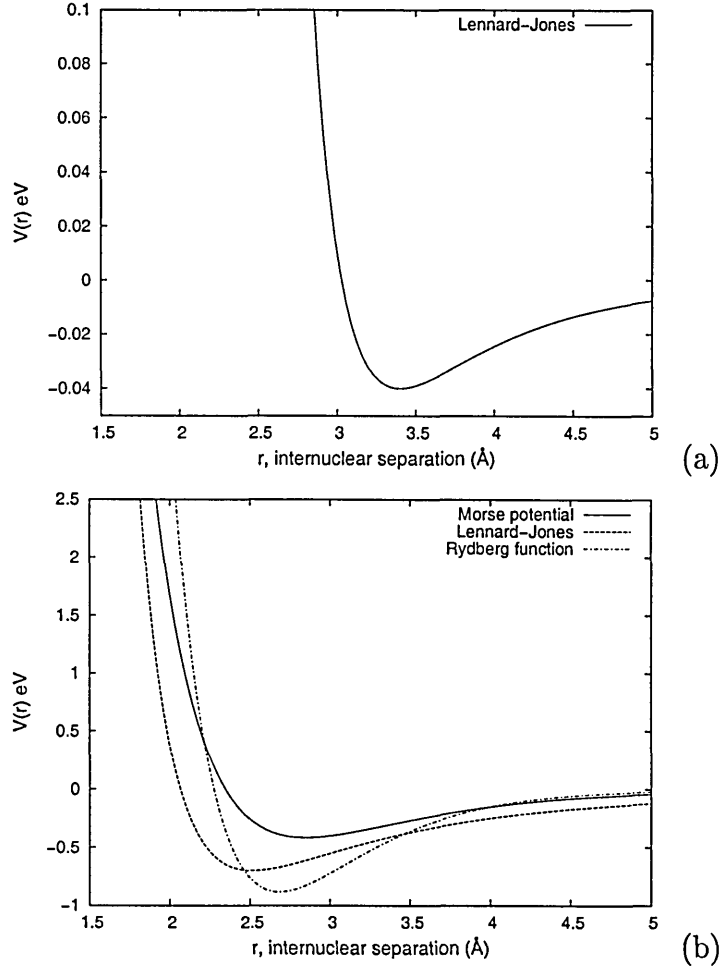 0.1
0.08
0.06
0.04
0.02
0
−0.02
−0.04
V(r) eV
Lennard−Jones
1.5 2 2.5 3 3.5 4 4.5 5
r, internuclear separation (Å)
(a)
2.5
2
1.5
1
0.5
0
−0.5
−1
V(r) eV
Morse potential
Lennard−Jones
Rydberg function
1.5 2 2.5 3 3.5 4 4.5 5
r, internuclear separation (Å)
(b)